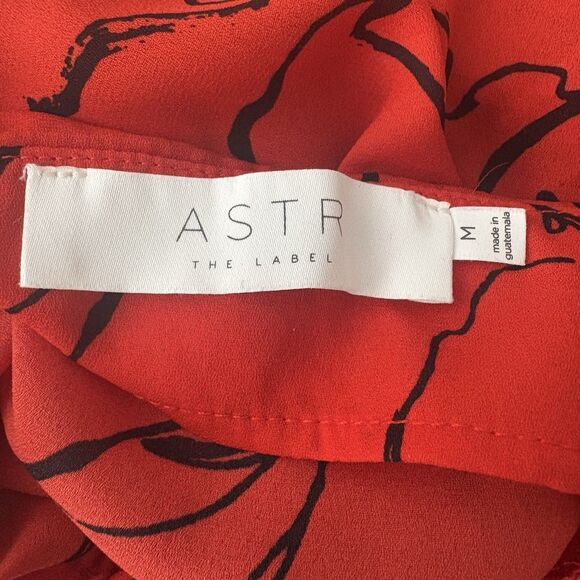 ASTR
THE LABEL
M
made in
guatemala